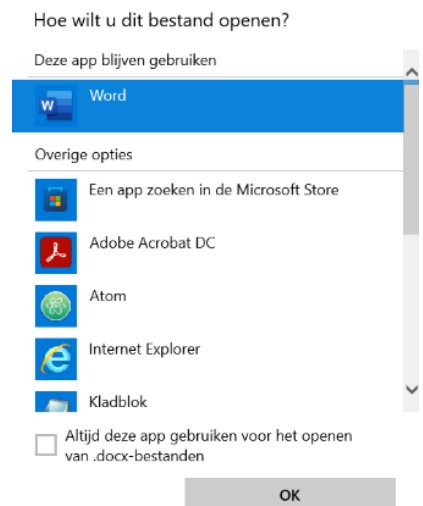 Hoe wilt u dit bestand openen?
Deze app blijven gebruiken
Word
Overige opties
Een app zoeken in de Microsoft Store
Adobe Acrobat DC
Atom
Internet Explorer
Kladblok
Altijd deze app gebruiken voor het openen
van .docx-bestanden
OK